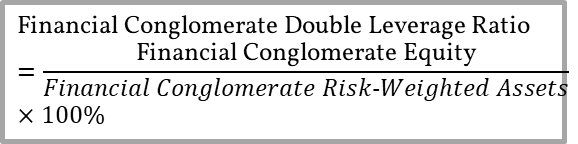 Financial Conglomerate Double Leverage Ratio
Financial Conglomerate Equity
=
Financial Conglomerate Risk-Weighted Assets
× 100%